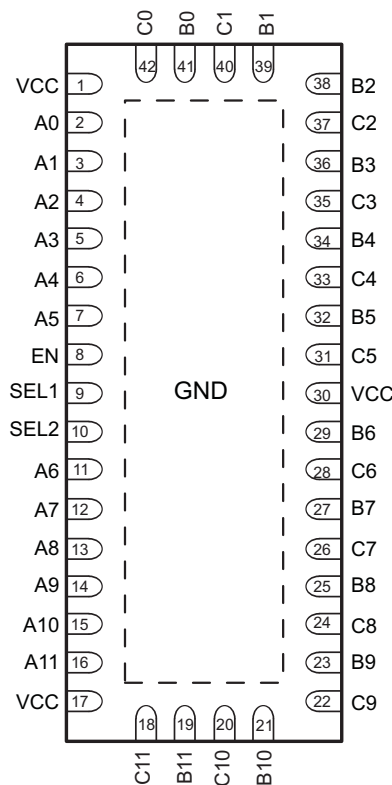 C0 B0 C1 B1
42 41 40 39
VCC 1 38 B2
A0 2 37 C2
A1 3 36 B3
A2 4 35 C3
A3 5 34 B4
A4 6 33 C4
A5 7 32 B5
EN 8 31 C5
SEL1 9 GND 30 VCC
SEL2 10 29 B6
A6 11 28 C6
A7 12 27 B7
A8 13 26 C7
A9 14 25 B8
A10 15 24 C8
A11 16 23 B9
VCC 17 22 C9
18 19 20 21
C11 B11 C10 B10